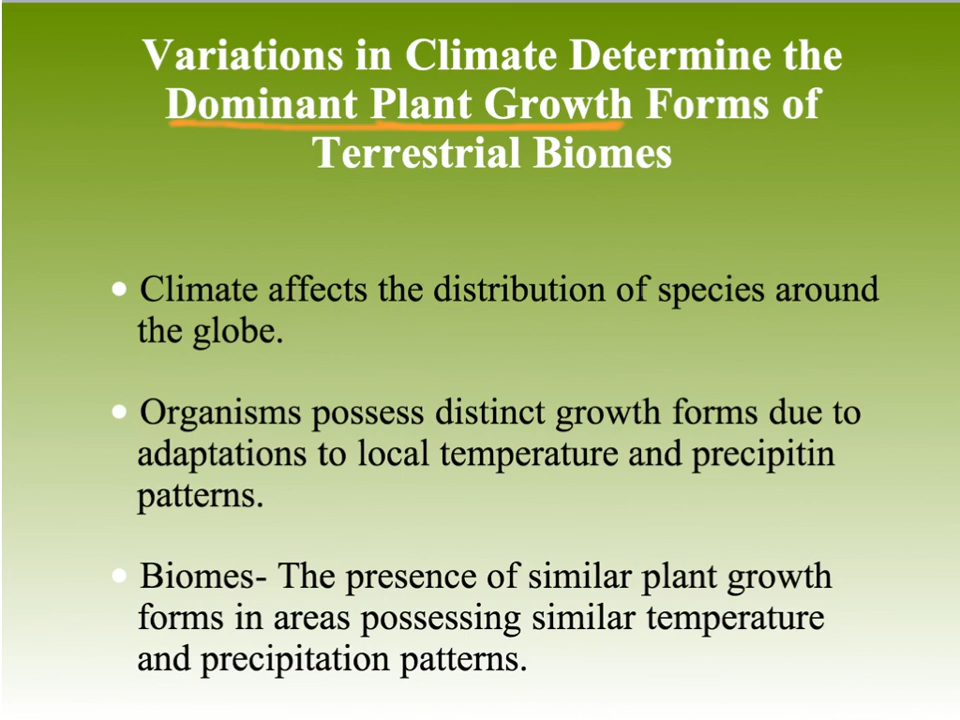 Variations in Climate Determine the
Dominant Plant Growth Forms of
Terrestrial Biomes
• Climate affects the distribution of species around
the globe.
• Organisms possess distinct growth forms due to
adaptations to local temperature and precipitin
patterns.
• Biomes- The presence of similar plant growth
forms in areas possessing similar temperature
and precipitation patterns.